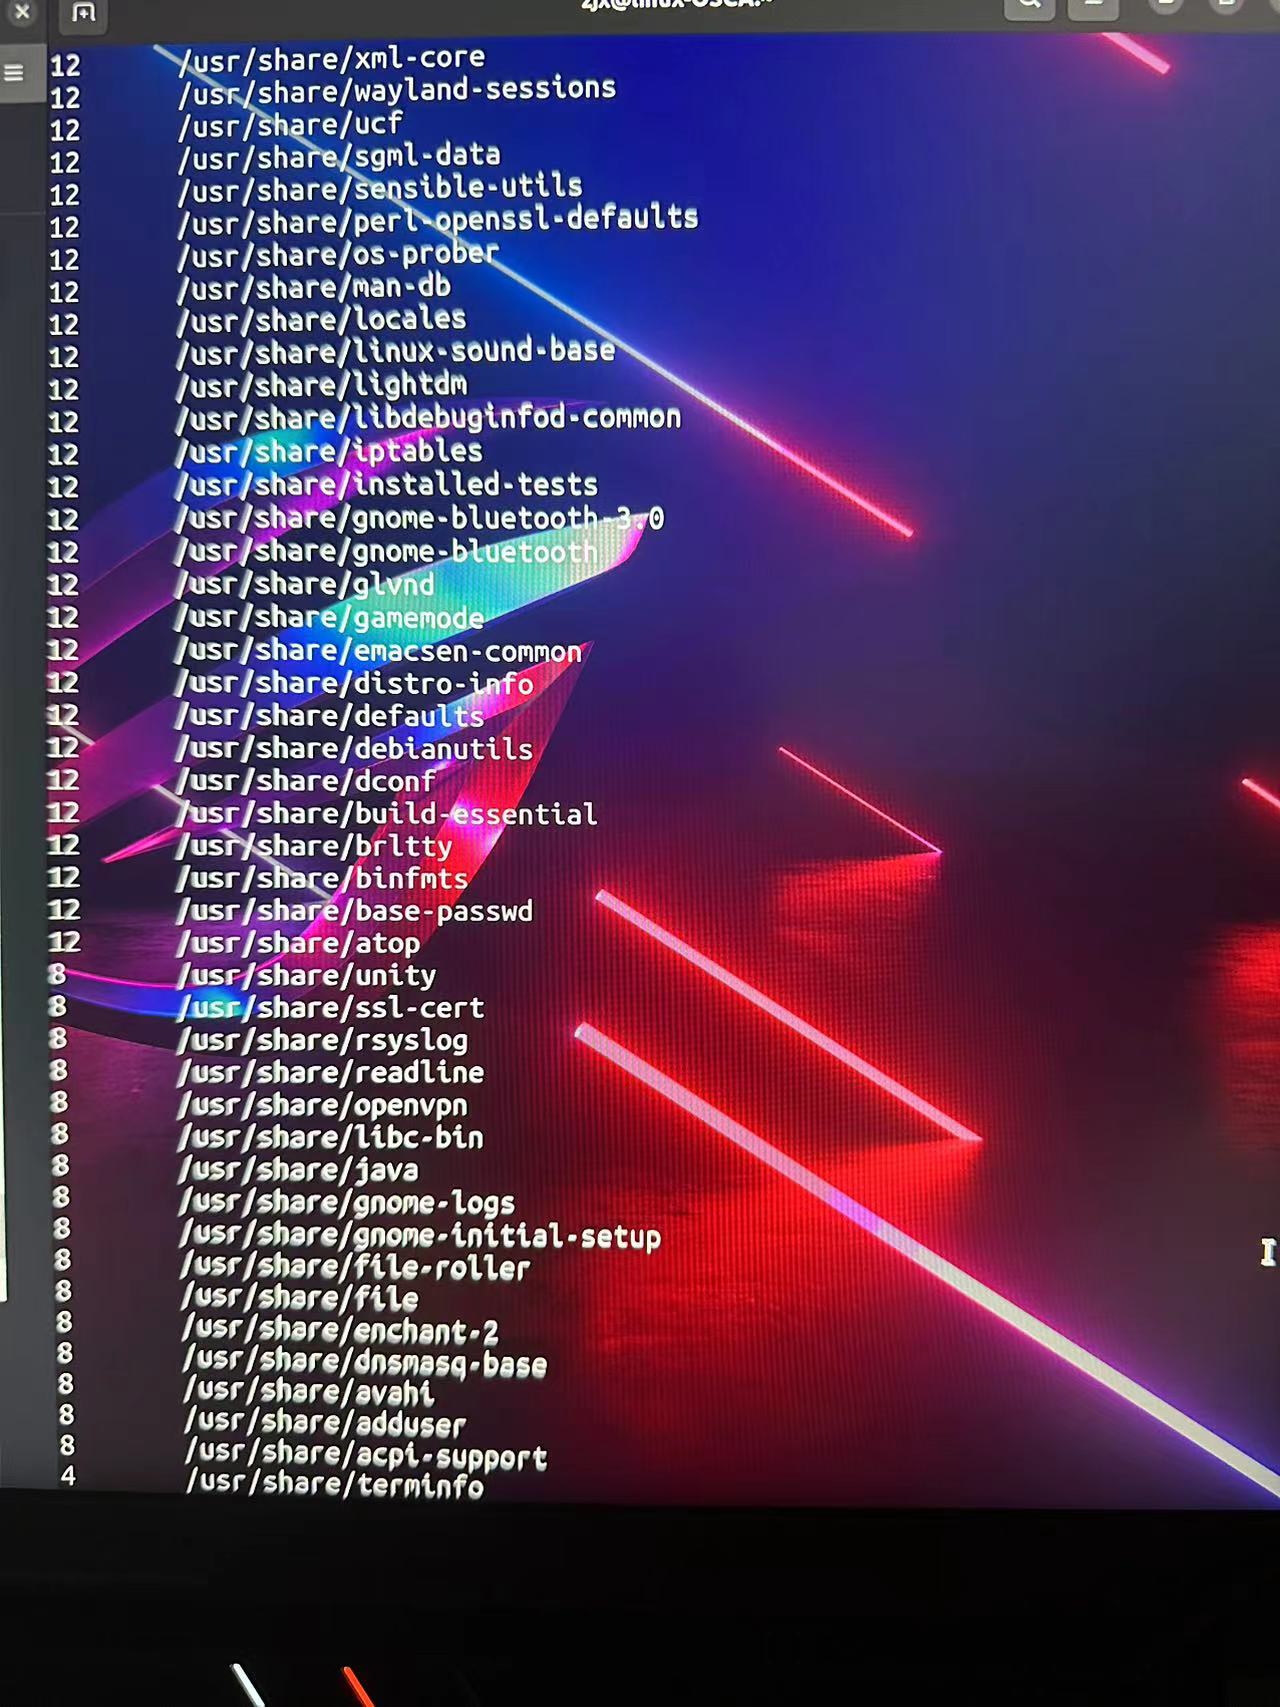 12 /usr/share/xml-core
12 /usr/share/wayland-sessions
12 /usr/share/ucf
12 /usr/share/sgml-data
12 /usr/share/sensible-utils
12 /usr/share/perl-openssl-defaults
12 /usr/share/os-prober
12 /usr/share/man-db
12 /usr/share/locales
12 /usr/share/linux-sound-base
12 /usr/share/lightdm
12 /usr/share/libdebuginfod-common
12 /usr/share/iptables
12 /usr/share/installed-tests
12 /usr/share/gnome-bluetooth-3.0
12 /usr/share/gnome-bluetooth
12 /usr/share/glvnd
12 /usr/share/gamemode
12 /usr/share/emacsen-common
12 /usr/share/distro-info
12 /usr/share/defaults
12 /usr/share/debianutils
12 /usr/share/dconf
12 /usr/share/build-essential
12 /usr/share/brltty
12 /usr/share/binfmts
12 /usr/share/base-passwd
12 /usr/share/atop
8 /usr/share/unity
8 /usr/share/ssl-cert
8 /usr/share/rsyslog
8 /usr/share/readline
8 /usr/share/openvpn
8 /usr/share/libc-bin
8 /usr/share/java
8 /usr/share/gnome-logs
8 /usr/share/gnome-initial-setup
8 /usr/share/file-roller
8 /usr/share/file
8 /usr/share/enchant-2
8 /usr/share/dnsmasq-base
8 /usr/share/avahi
8 /usr/share/adduser
8 /usr/share/acpi-support
4 /usr/share/terminfo